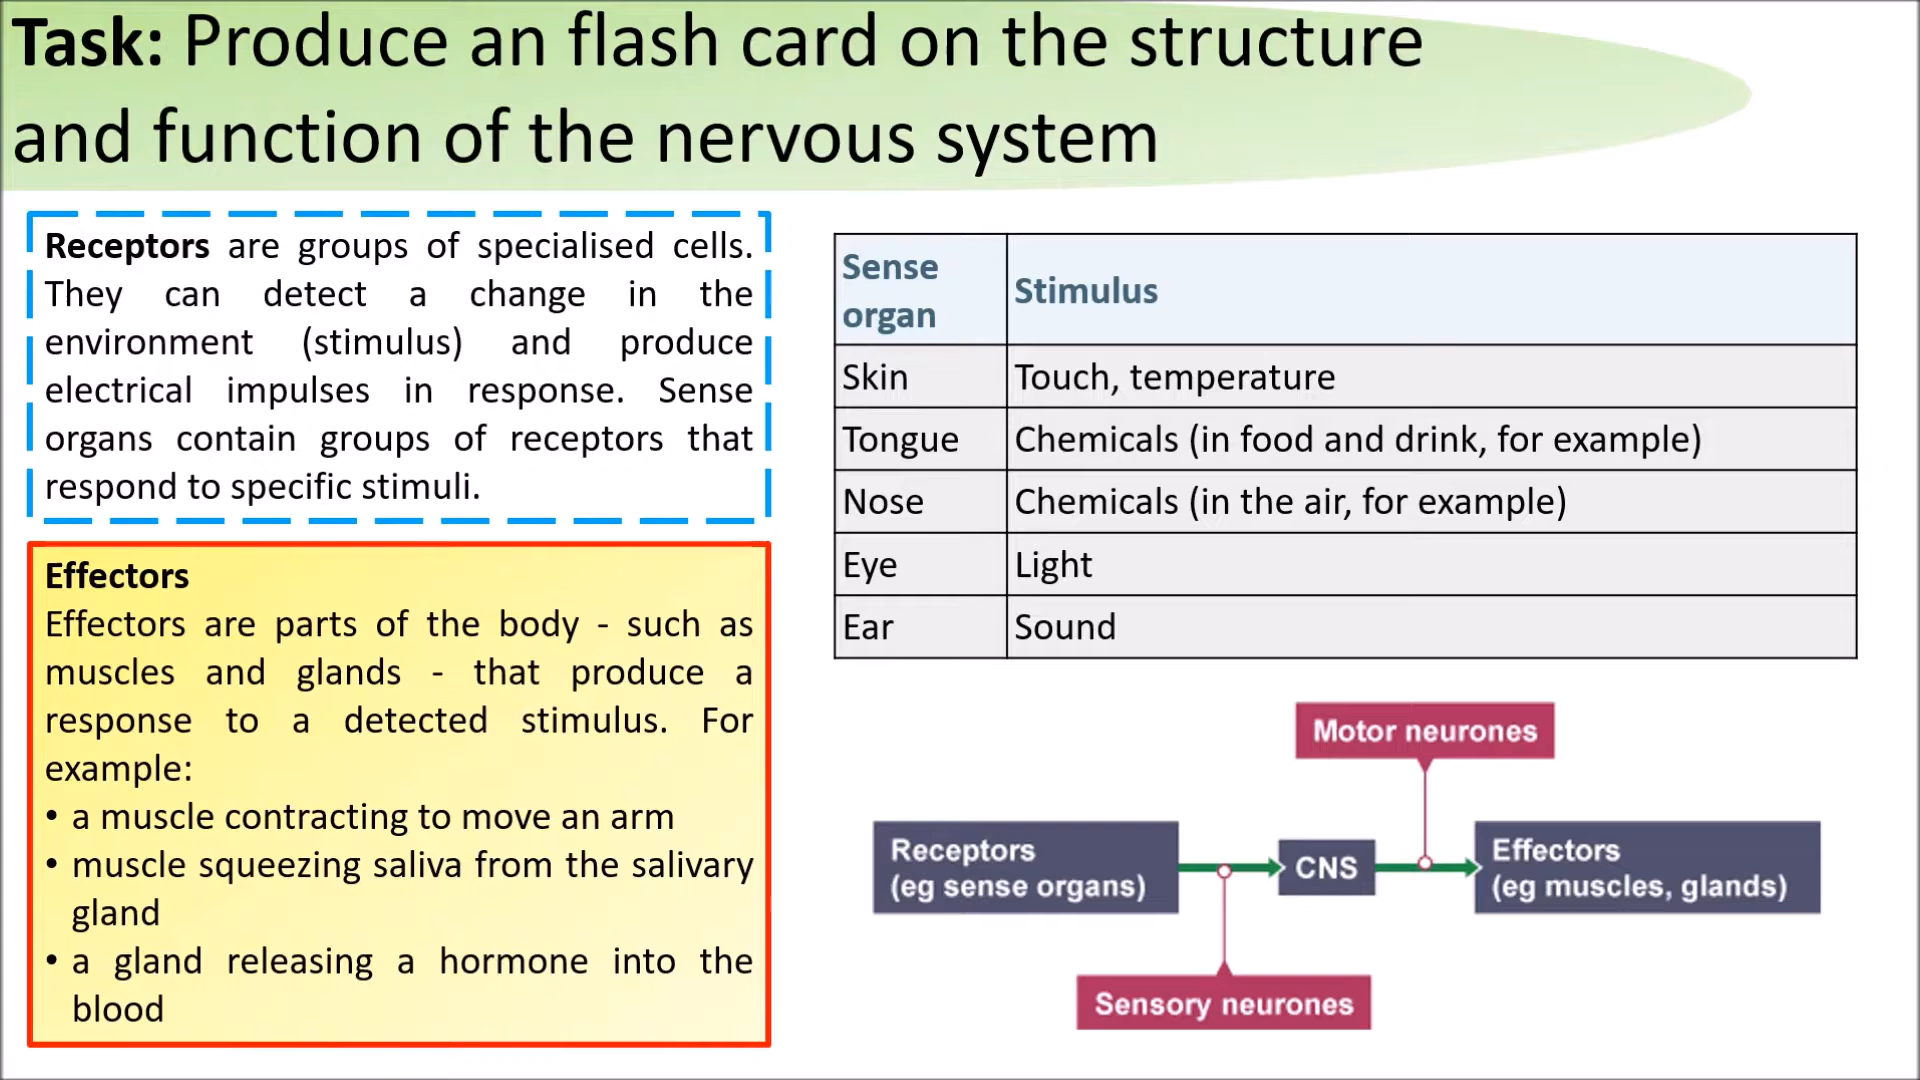 Task: Produce an flash card on the structure
and function of the nervous system
Receptors are groups of specialised cells.
They can detect a change in the
environment (stimulus) and produce
electrical impulses in response. Sense
organs contain groups of receptors that
respond to specific stimuli.
Effectors
Effectors are parts of the body - such as
muscles and glands - that produce a
response to a detected stimulus. For
example:
• a muscle contracting to move an arm
• muscle squeezing saliva from the salivary
gland
• a gland releasing a hormone into the
blood
Sense
organ
Stimulus
Skin
Touch, temperature
Tongue
Chemicals (in food and drink, for example)
Nose
Chemicals (in the air, for example)
Eye
Light
Ear
Sound
Motor neurones
Receptors
(eg sense organs)
CNS
Effectors
(eg muscles, glands)
Sensory neurones